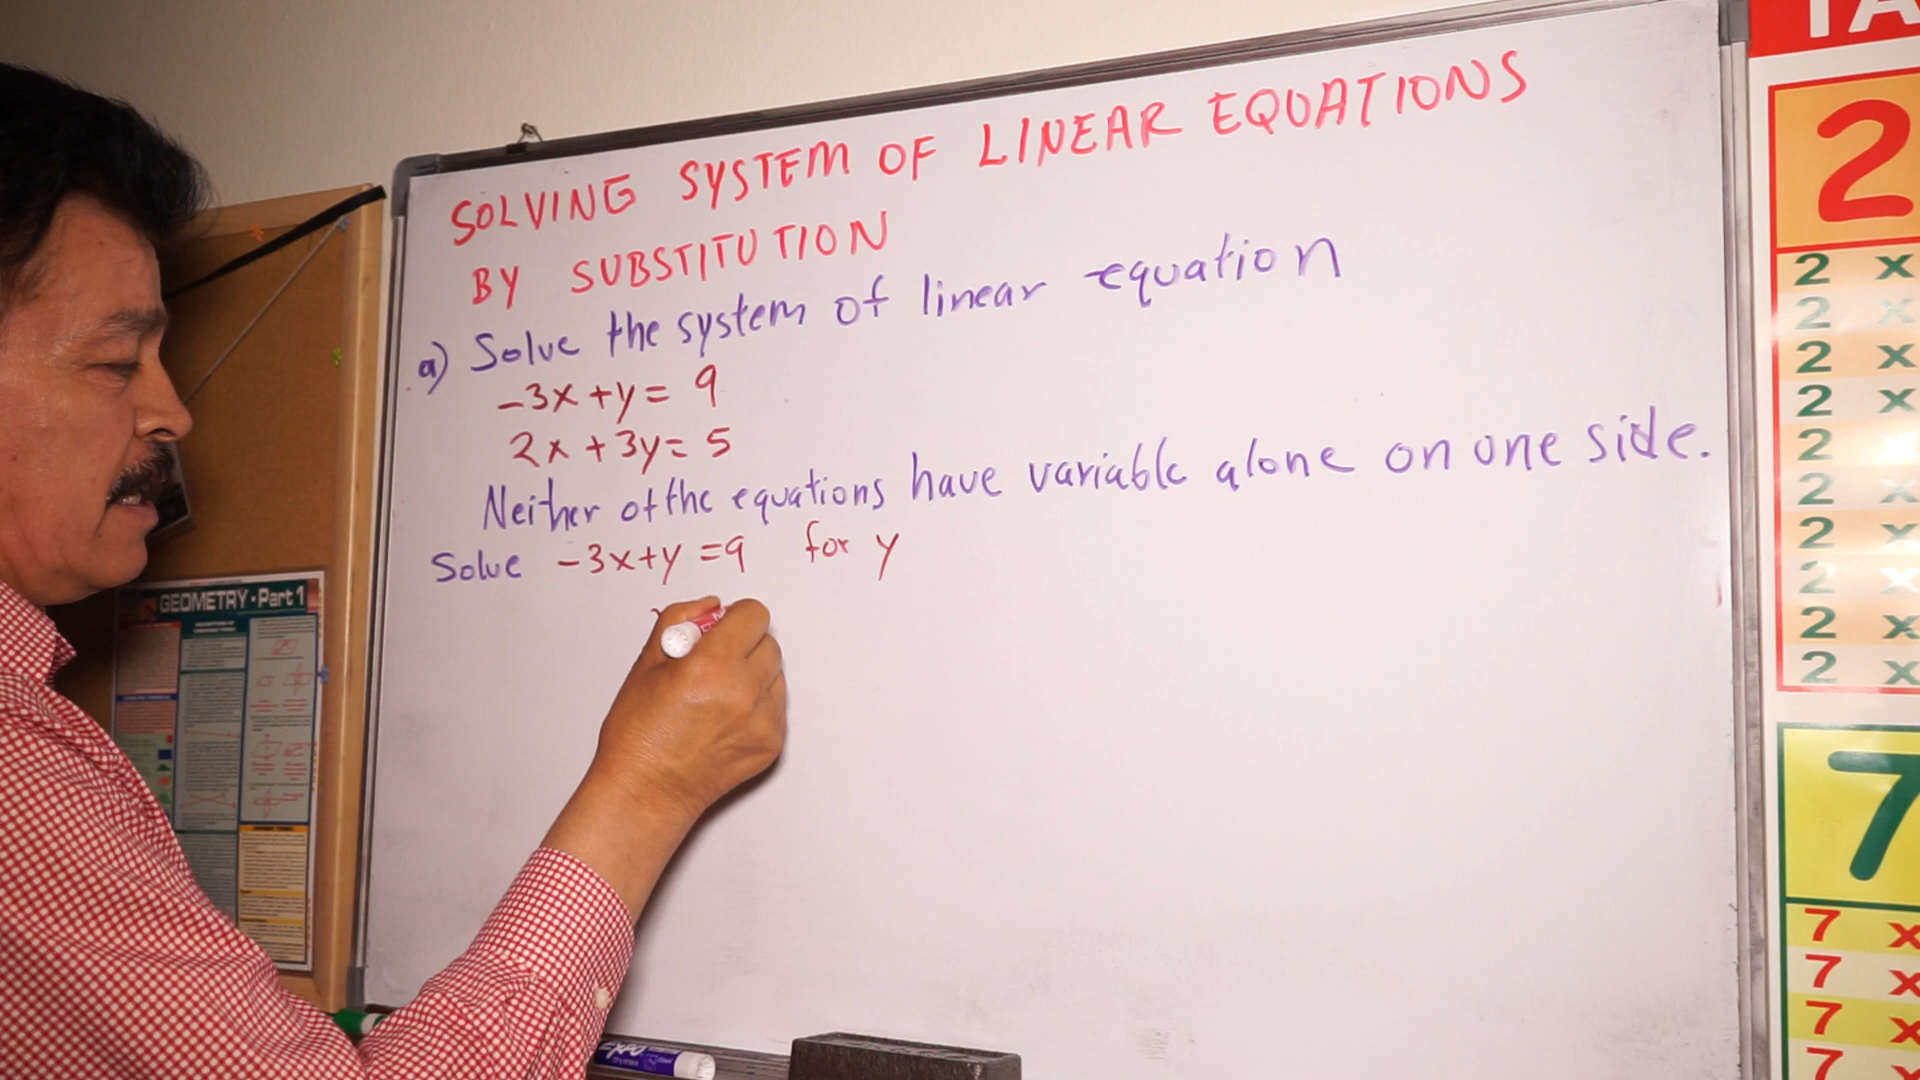 SOLVING SYSTEM OF LINEAR EQUATIONS
BY SUBSTITUTION
a) Solve the system of linear equation
-3x+y= 9
2x+3y= 5
Neither of the equations have variable alone on one side.
Solve -3x+y=9 for y
GEOMETRY • Part 1
EXPO
TA
2
2 x
2 x
2 x
2 x
2 x
2 x
2 x
2 x
2 x
2 x
7
7 x
7 x
7 x
7 x